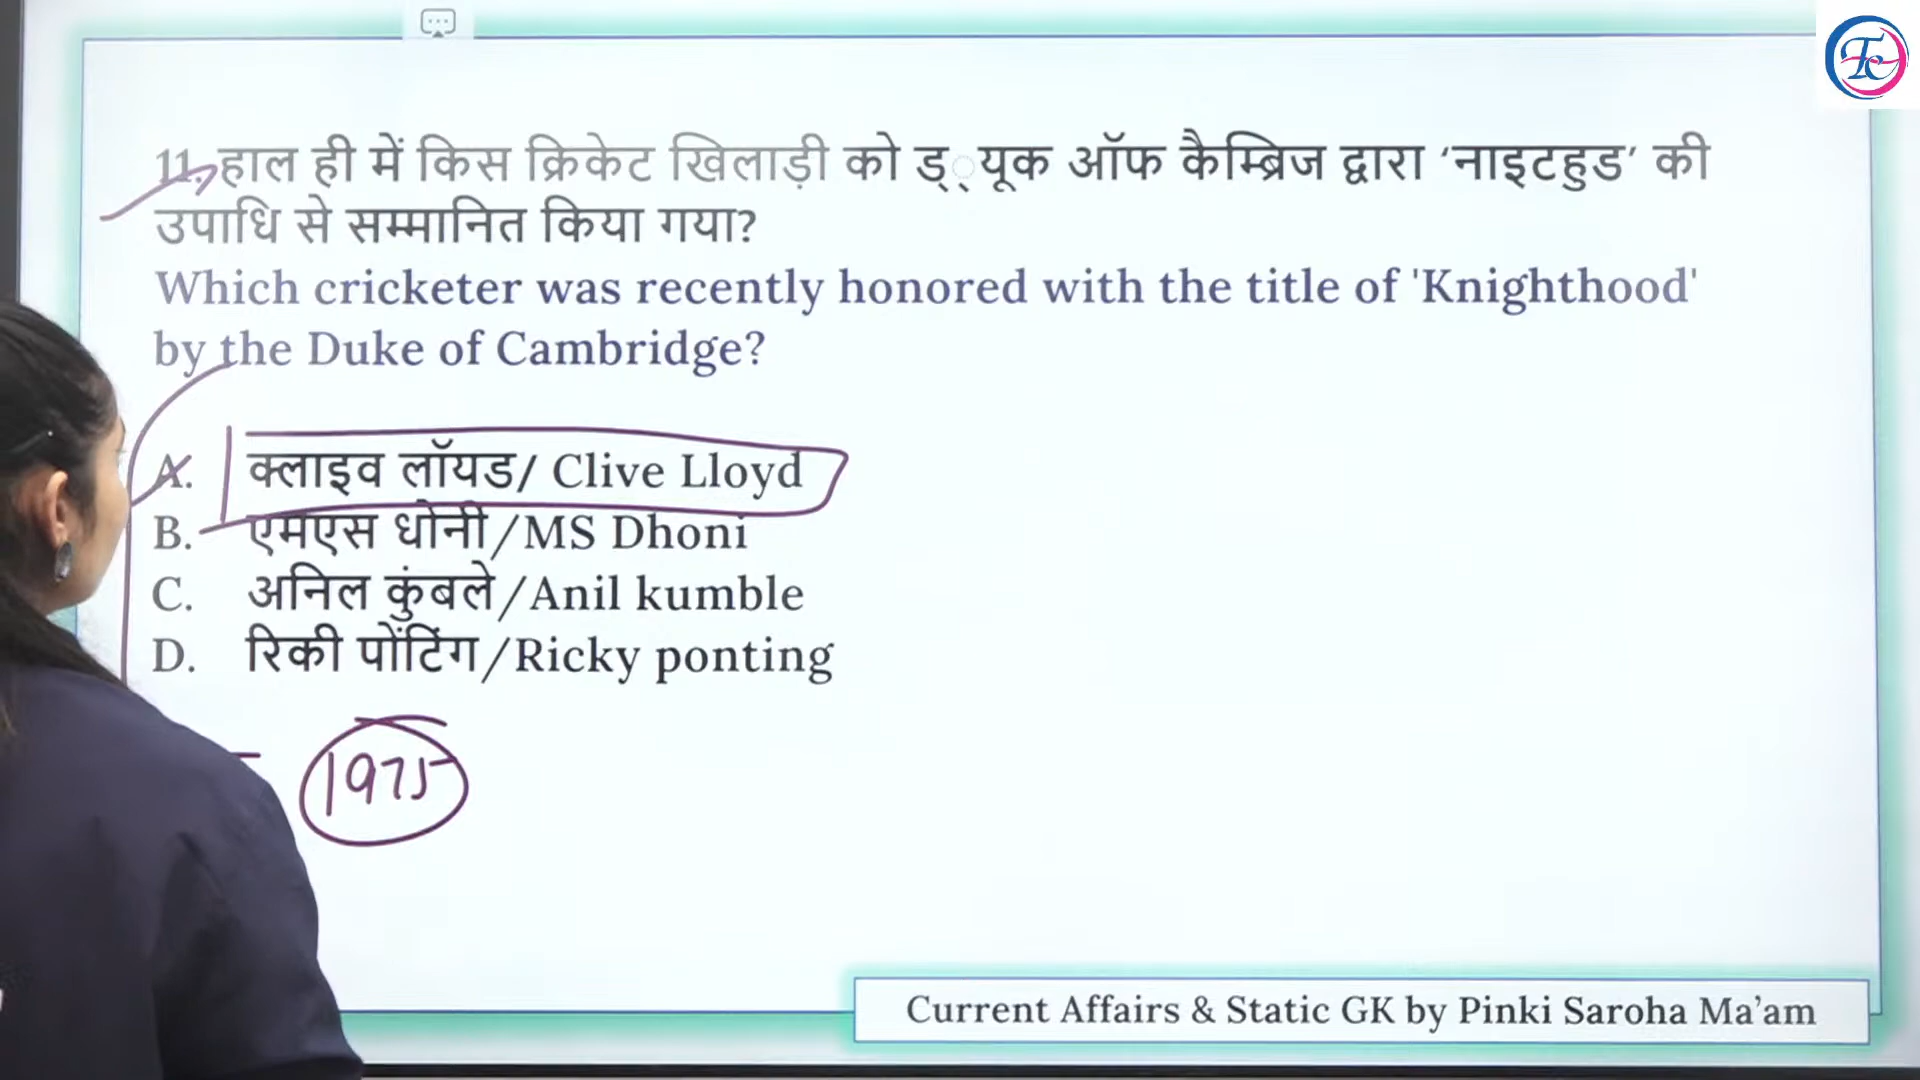 11. हाल ही में किस क्रिकेट खिलाड़ी को ड््यूक ऑफ कैम्ब्रिज द्वारा ‘नाइटहुड’ की
उपाधि से सम्मानित किया गया?
Which cricketer was recently honored with the title of 'Knighthood'
by the Duke of Cambridge?
A. क्लाइव लॉयड/ Clive Lloyd
B. एमएस धोनी/MS Dhoni
C. अनिल कुंबले/Anil kumble
D. रिकी पोंटिंग/Ricky ponting
1975
Current Affairs & Static GK by Pinki Saroha Ma’am
Tc